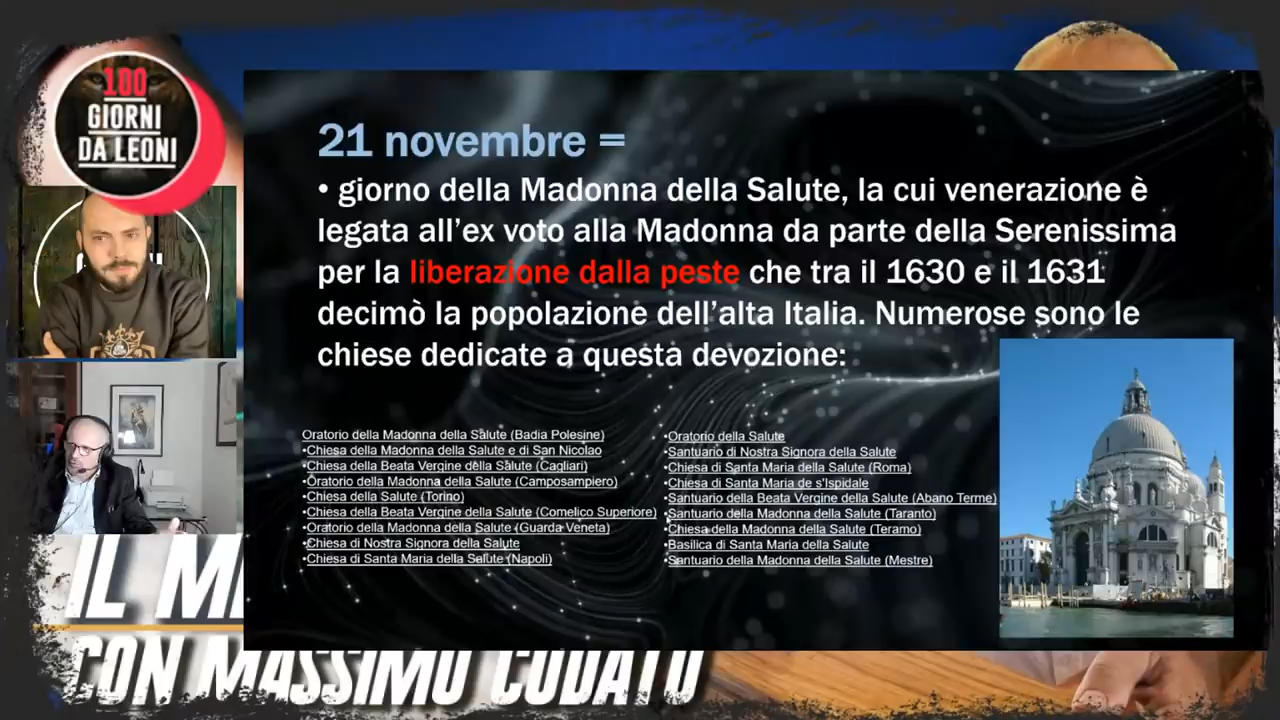 100
GIORNI
DA LEONI
21 novembre =
• giorno della Madonna della Salute, la cui venerazione è
legata all'ex voto alla Madonna da parte della Serenissima
per la liberazione dalla peste che tra il 1630 e il 1631
decimò la popolazione dell'alta Italia. Numerose sono le
chiese dedicate a questa devozione:
Oratorio della Madonna della Salute (Badia Polesine)
•Chiesa della Madonna della Salute e di San Nicolao
•Chiesa della Beata Vergine della Salute (Cagliari)
•Oratorio della Madonna della Salute (Camposampiero)
•Chiesa della Salute (Torino)
•Chiesa della Beata Vergine della Salute (Comelico Superiore)
•Oratorio della Madonna della Salute (Guarda Veneta)
•Chiesa di Nostra Signora della Salute
•Chiesa di Santa Maria della Salute (Napoli)
•Oratorio della Salute
•Santuario di Nostra Signora della Salute
•Chiesa di Santa Maria della Salute (Roma)
•Chiesa di Santa Maria de s'Ispidale
•Santuario della Beata Vergine della Salute (Abano Terme)
•Santuario della Madonna della Salute (Taranto)
•Chiesa della Madonna della Salute (Teramo)
•Basilica di Santa Maria della Salute
•Santuario della Madonna della Salute (Mestre)
IL
CON MASSIMO CODATO